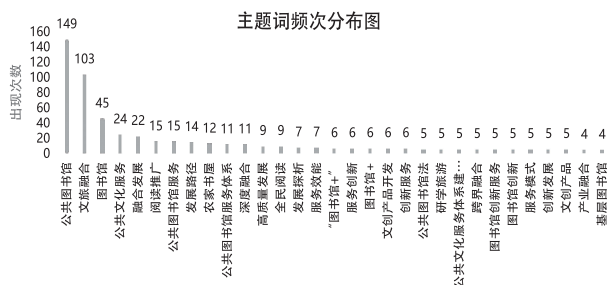 主题词频次分布图
出现次数
160
140
120
100
80
60
40
20
0
149
103
45
24
22
15
15
14
12
11
11
9
9
7
7
6
6
6
6
6
5
5
5
5
5
5
5
5
5
4
4
公共图书馆
文旅融合
图书馆
公共文化服务
融合发展
阅读推广
公共图书馆服务
发展路径
农家书屋
公共图书馆服务体系
深度融合
高质量发展
全民阅读
发展探析
服务效能
“图书馆+”
服务创新
图书馆+
文创产品开发
创新服务
公共图书馆法
研学旅游
公共文化服务体系建…
跨界融合
图书馆创新服务
图书馆创新
服务模式
创新发展
文创产品
产业融合
基层图书馆